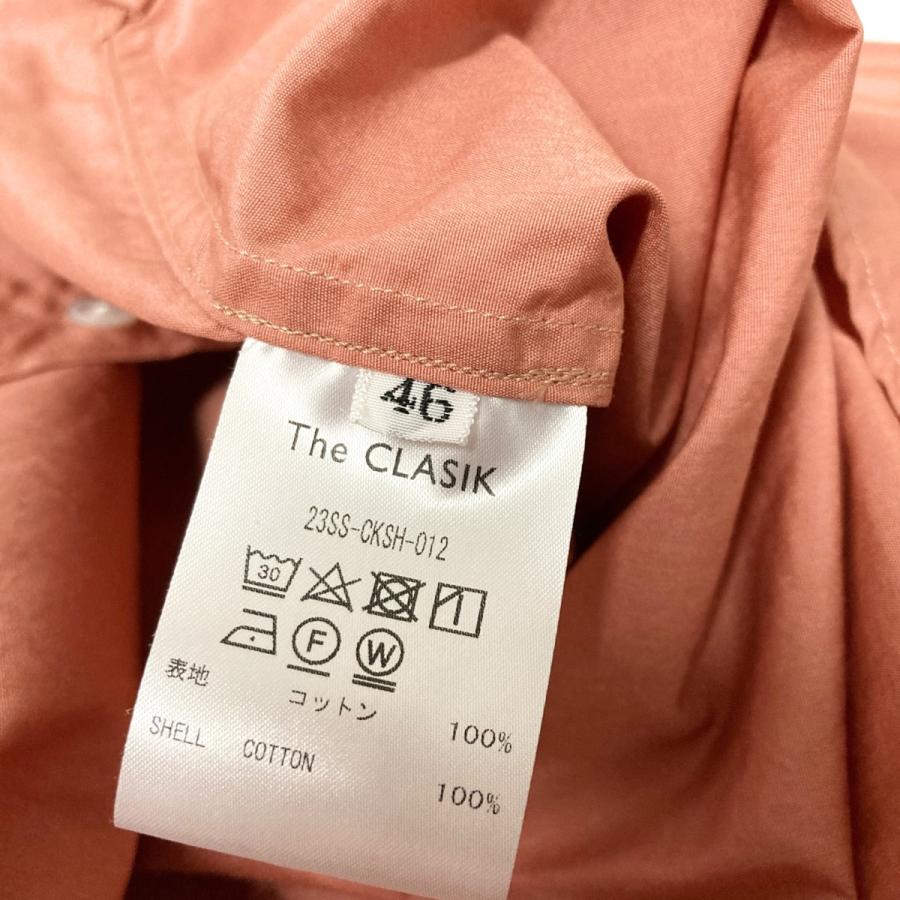 46
The CLASIK
23SS-CKSH-012
30
F W
表地 コットン 100%
SHELL COTTON 100%